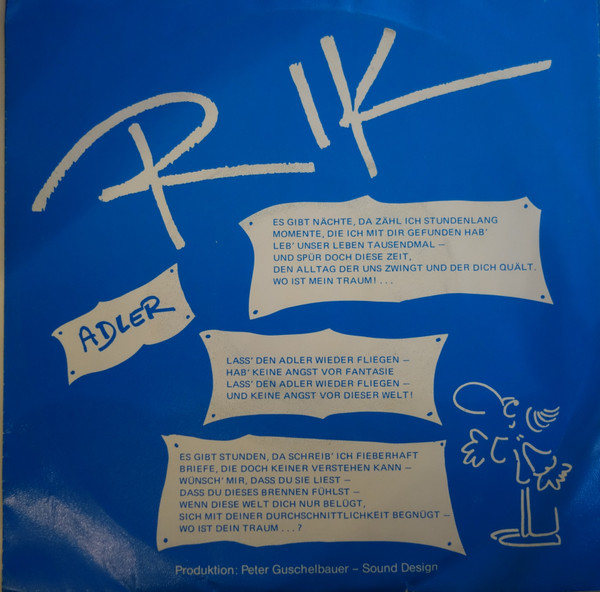 RIK
ES GIBT NÄCHTE, DA ZÄHL ICH STUNDENLANG
MOMENTE, DIE ICH MIT DIR GEFUNDEN HAB'
LEB' UNSER LEBEN TAUSENDMAL –
UND SPÜR DOCH DIESE ZEIT,
DEN ALLTAG DER UNS ZWINGT UND DER DICH QUÄLT.
WO IST MEIN TRAUM! . . .
ADLER
LASS' DEN ADLER WIEDER FLIEGEN –
HAB' KEINE ANGST VOR FANTASIE
LASS' DEN ADLER WIEDER FLIEGEN –
UND KEINE ANGST VOR DIESER WELT!
ES GIBT STUNDEN, DA SCHREIB' ICH FIEBERHAFT
BRIEFE, DIE DOCH KEINER VERSTEHEN KANN –
WÜNSCH' MIR, DASS DU SIE LIEST –
DASS DU DIESES BRENNEN FÜHLST –
WENN DIESE WELT DICH NUR BELÜGT,
SICH MIT DEINER DURCHSCHNITTLICHKEIT BEGNÜGT –
WO IST DEIN TRAUM . . . ?
Produktion: Peter Guschelbauer – Sound Design